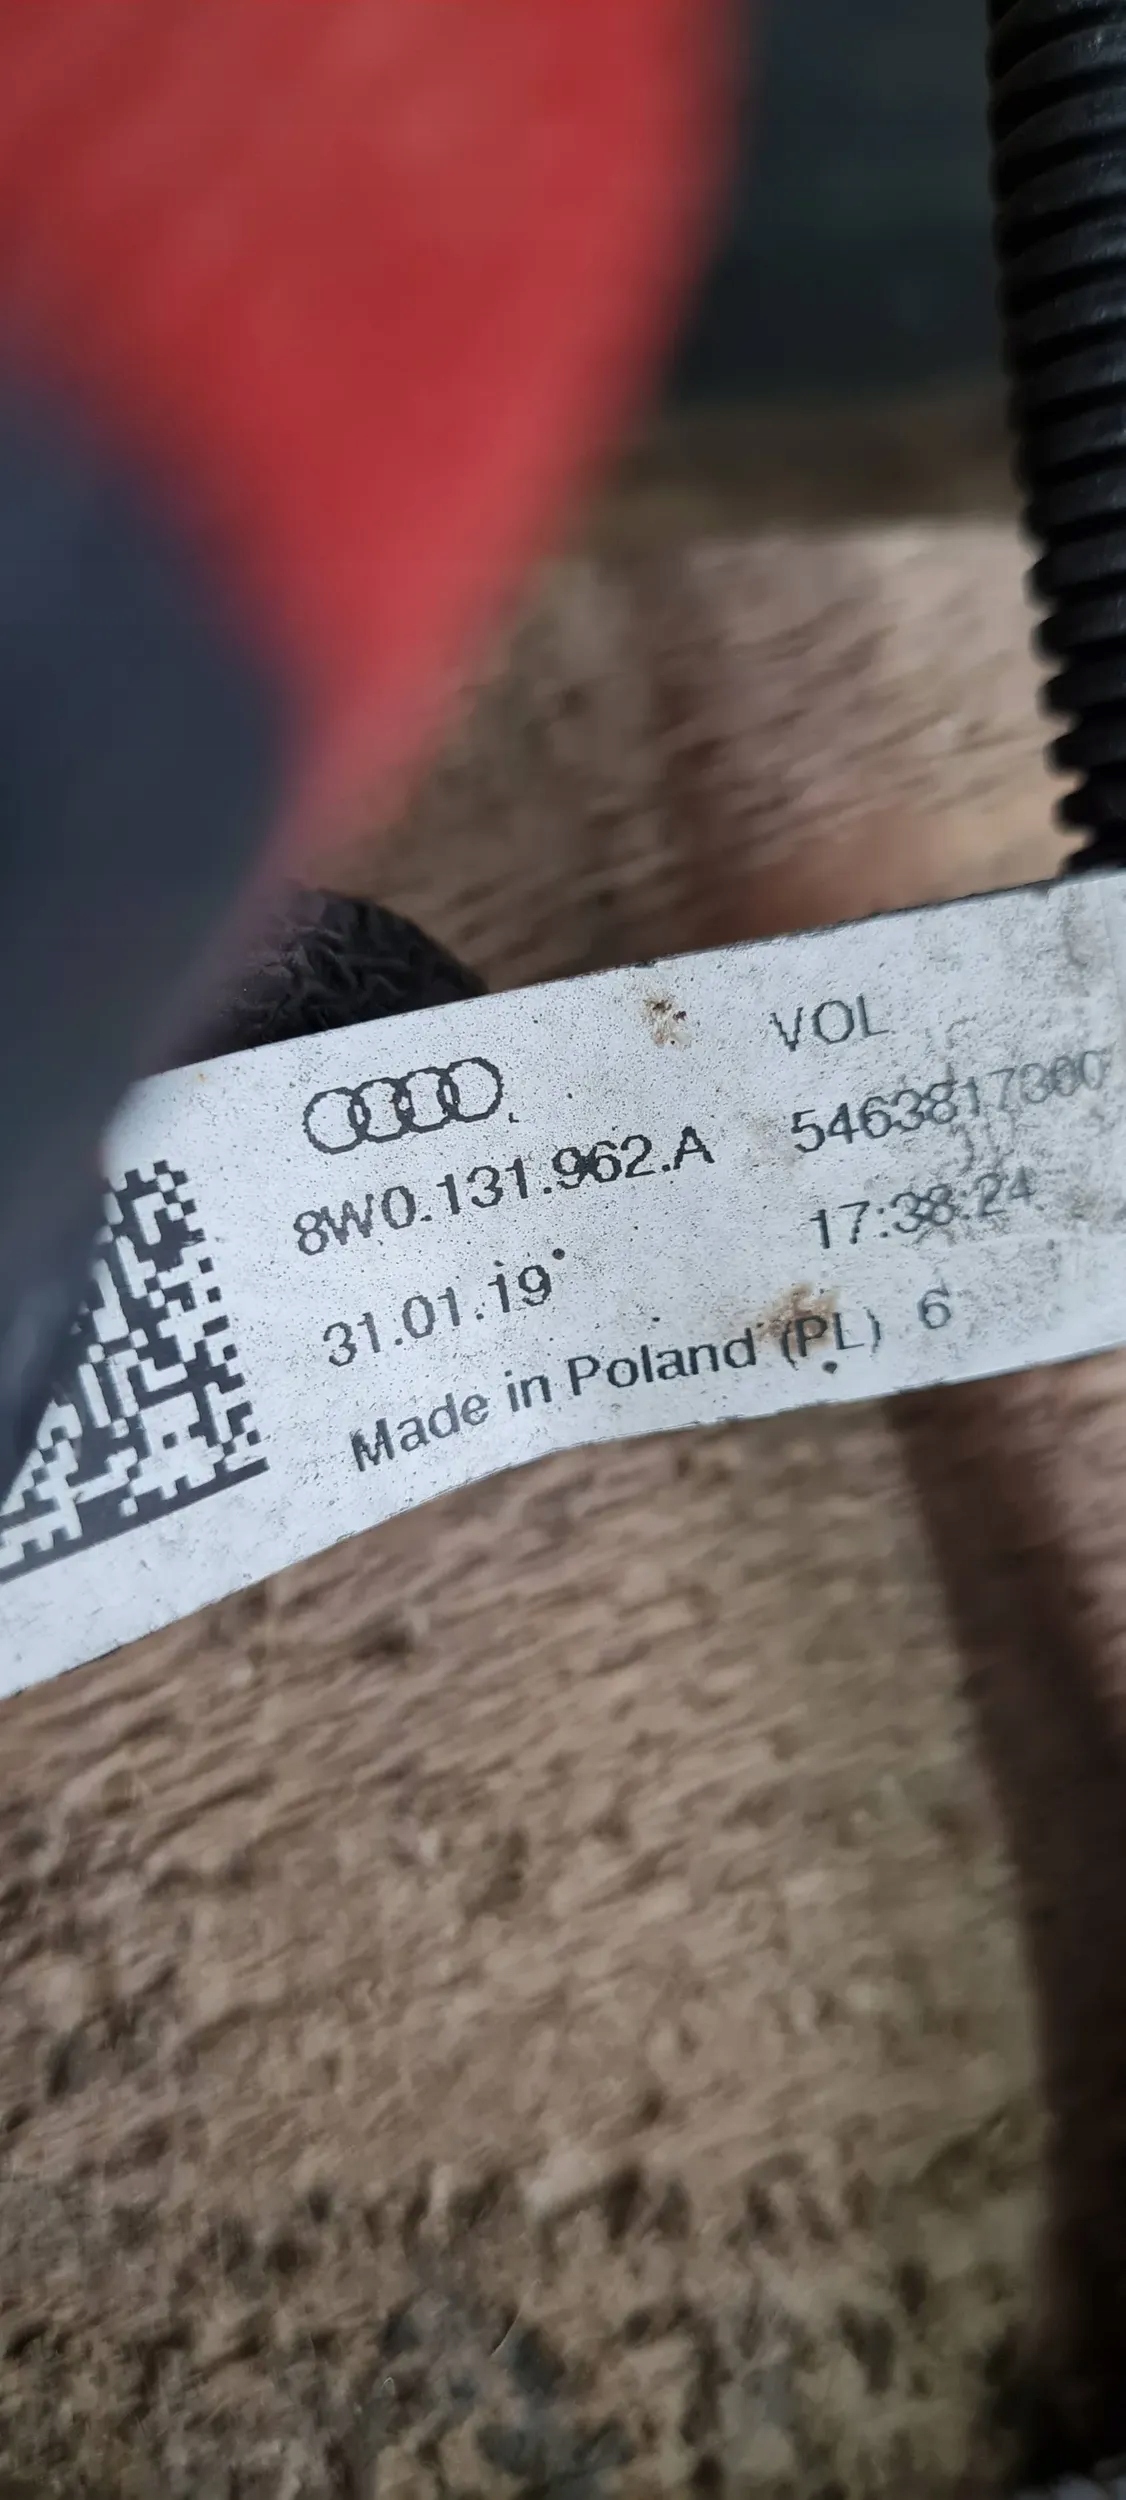 VOL
8W0.131.962.A 5463817300
31.01.19 17:38:24
Made in Poland (PL) 6